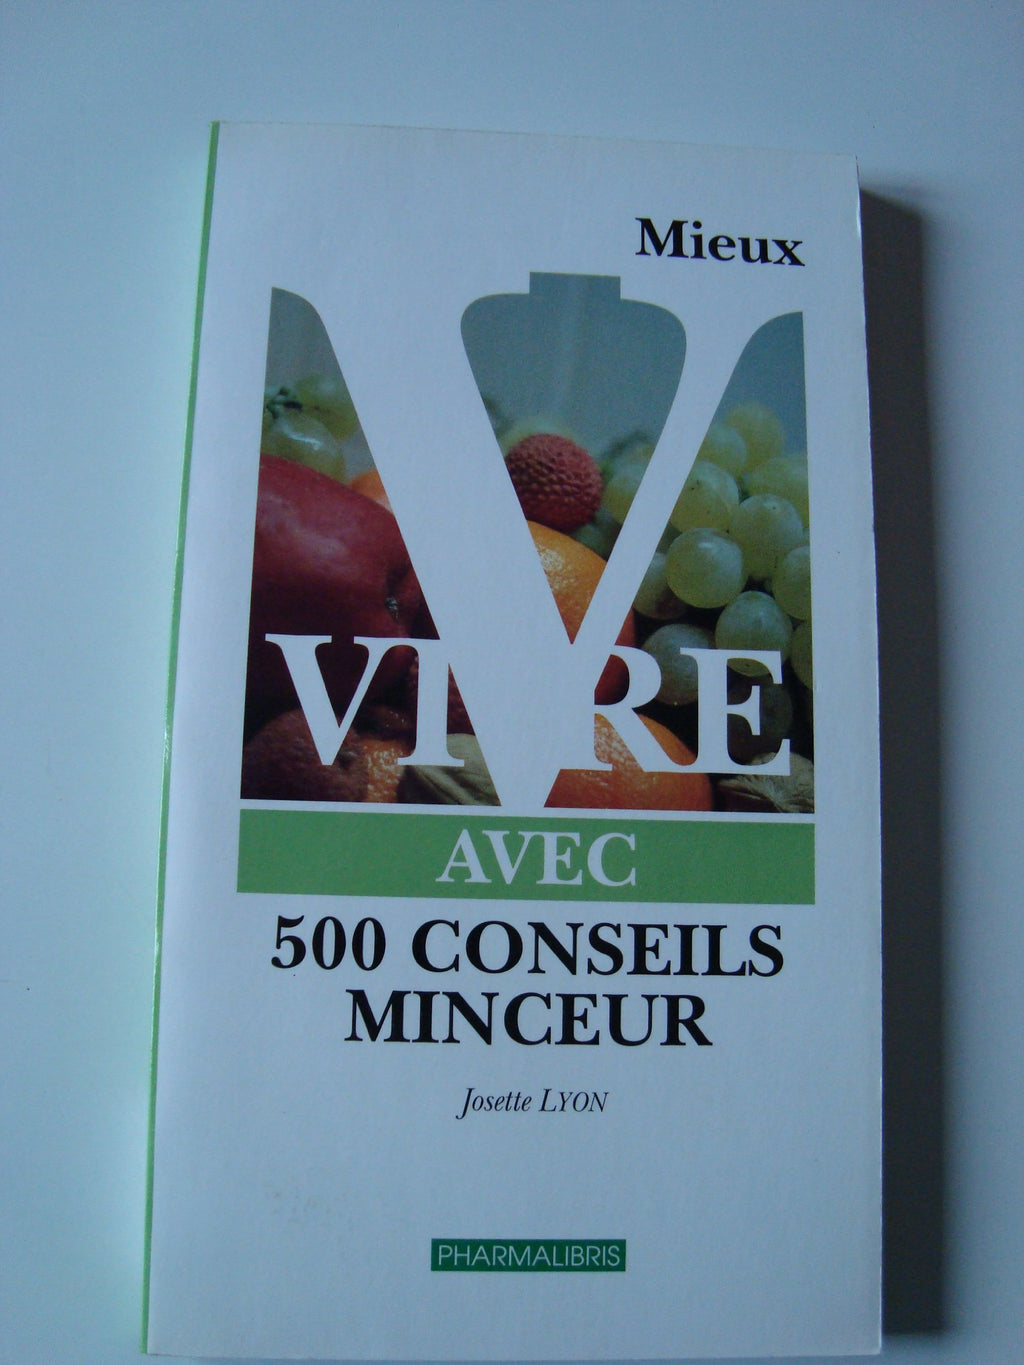 Mieux
VIVRE
AVEC
500 CONSEILS
MINCEUR
Josette LYON
PHARMALIBRIS